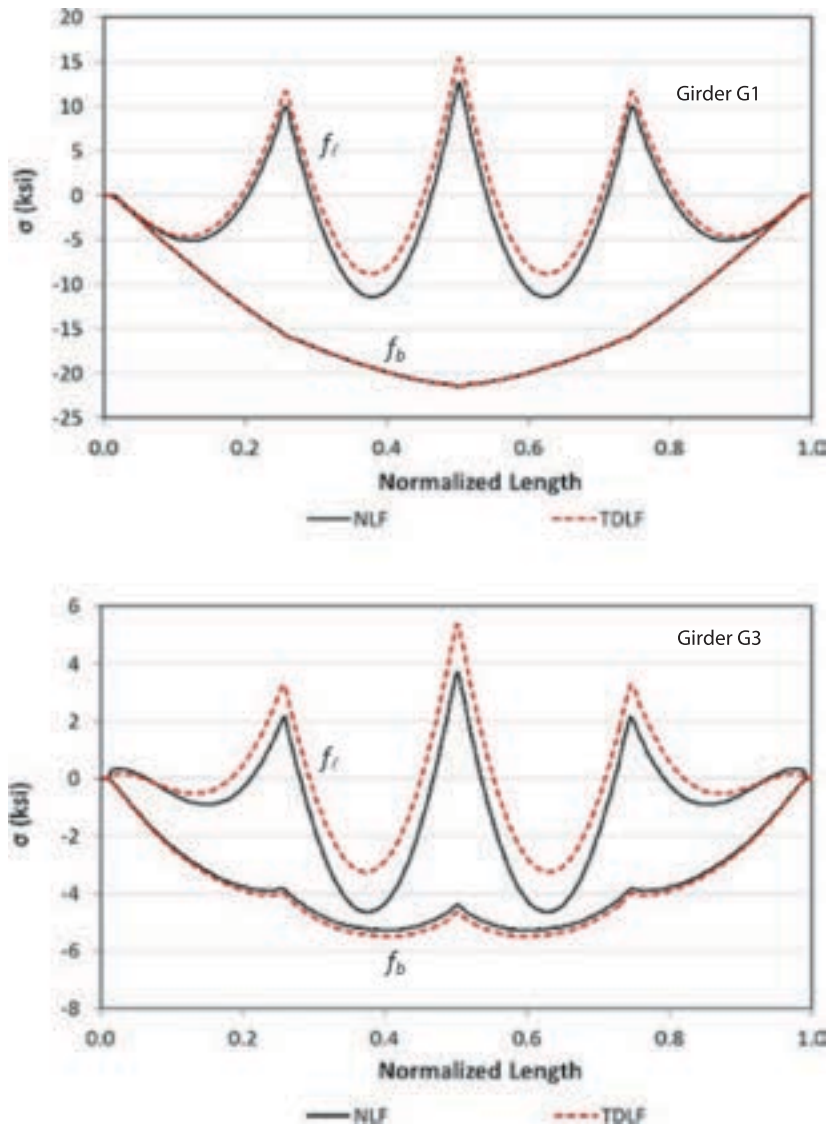 20
15
10
5
0
-5
-10
-15
-20
-25
σ (ksi)
Girder G1
fℓ
fb
0.0 0.2 0.4 0.6 0.8 1.0
Normalized Length
NLF TDLF
6
4
2
0
-2
-4
-6
-8
σ (ksi)
Girder G3
fℓ
fb
0.0 0.2 0.4 0.6 0.8 1.0
Normalized Length
NLF TDLF